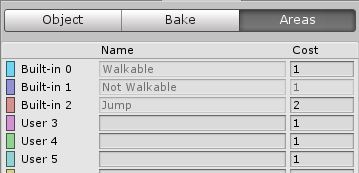 Object Bake Areas
Name Cost
Built-in 0 Walkable 1
Built-in 1 Not Walkable 1
Built-in 2 Jump 2
User 3 1
User 4 1
User 5 1